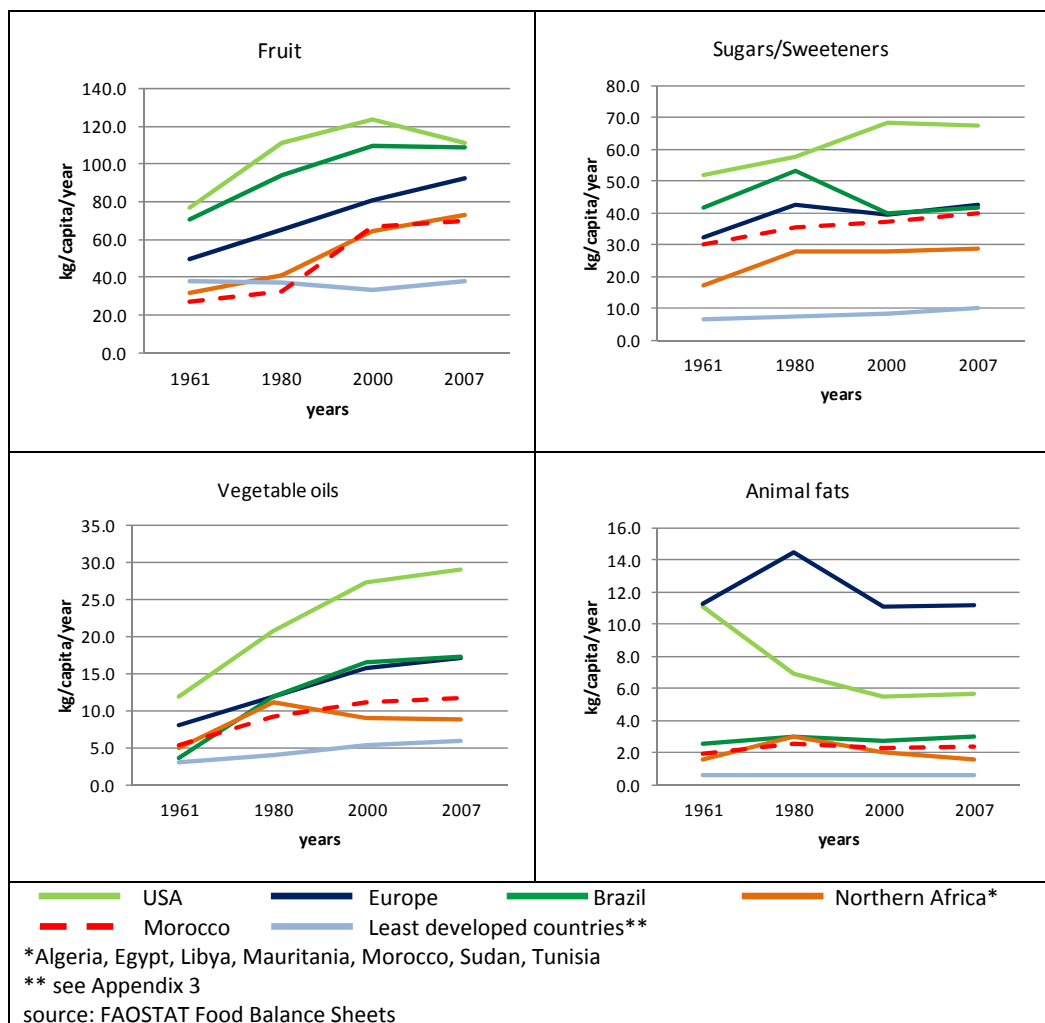 Fruit
140.0
120.0
100.0
80.0
60.0
40.0
20.0
0.0
kg/capita/year
1961 1980 2000 2007
years
Sugars/Sweeteners
80.0
70.0
60.0
50.0
40.0
30.0
20.0
10.0
0.0
kg/capita/year
1961 1980 2000 2007
years
Vegetable oils
35.0
30.0
25.0
20.0
15.0
10.0
5.0
0.0
kg/capita/year
1961 1980 2000 2007
years
Animal fats
16.0
14.0
12.0
10.0
8.0
6.0
4.0
2.0
0.0
kg/capita/year
1961 1980 2000 2007
years
USA Europe Brazil Northern Africa*
Morocco Least developed countries**
*Algeria, Egypt, Libya, Mauritania, Morocco, Sudan, Tunisia
** see Appendix 3
source: FAOSTAT Food Balance Sheets